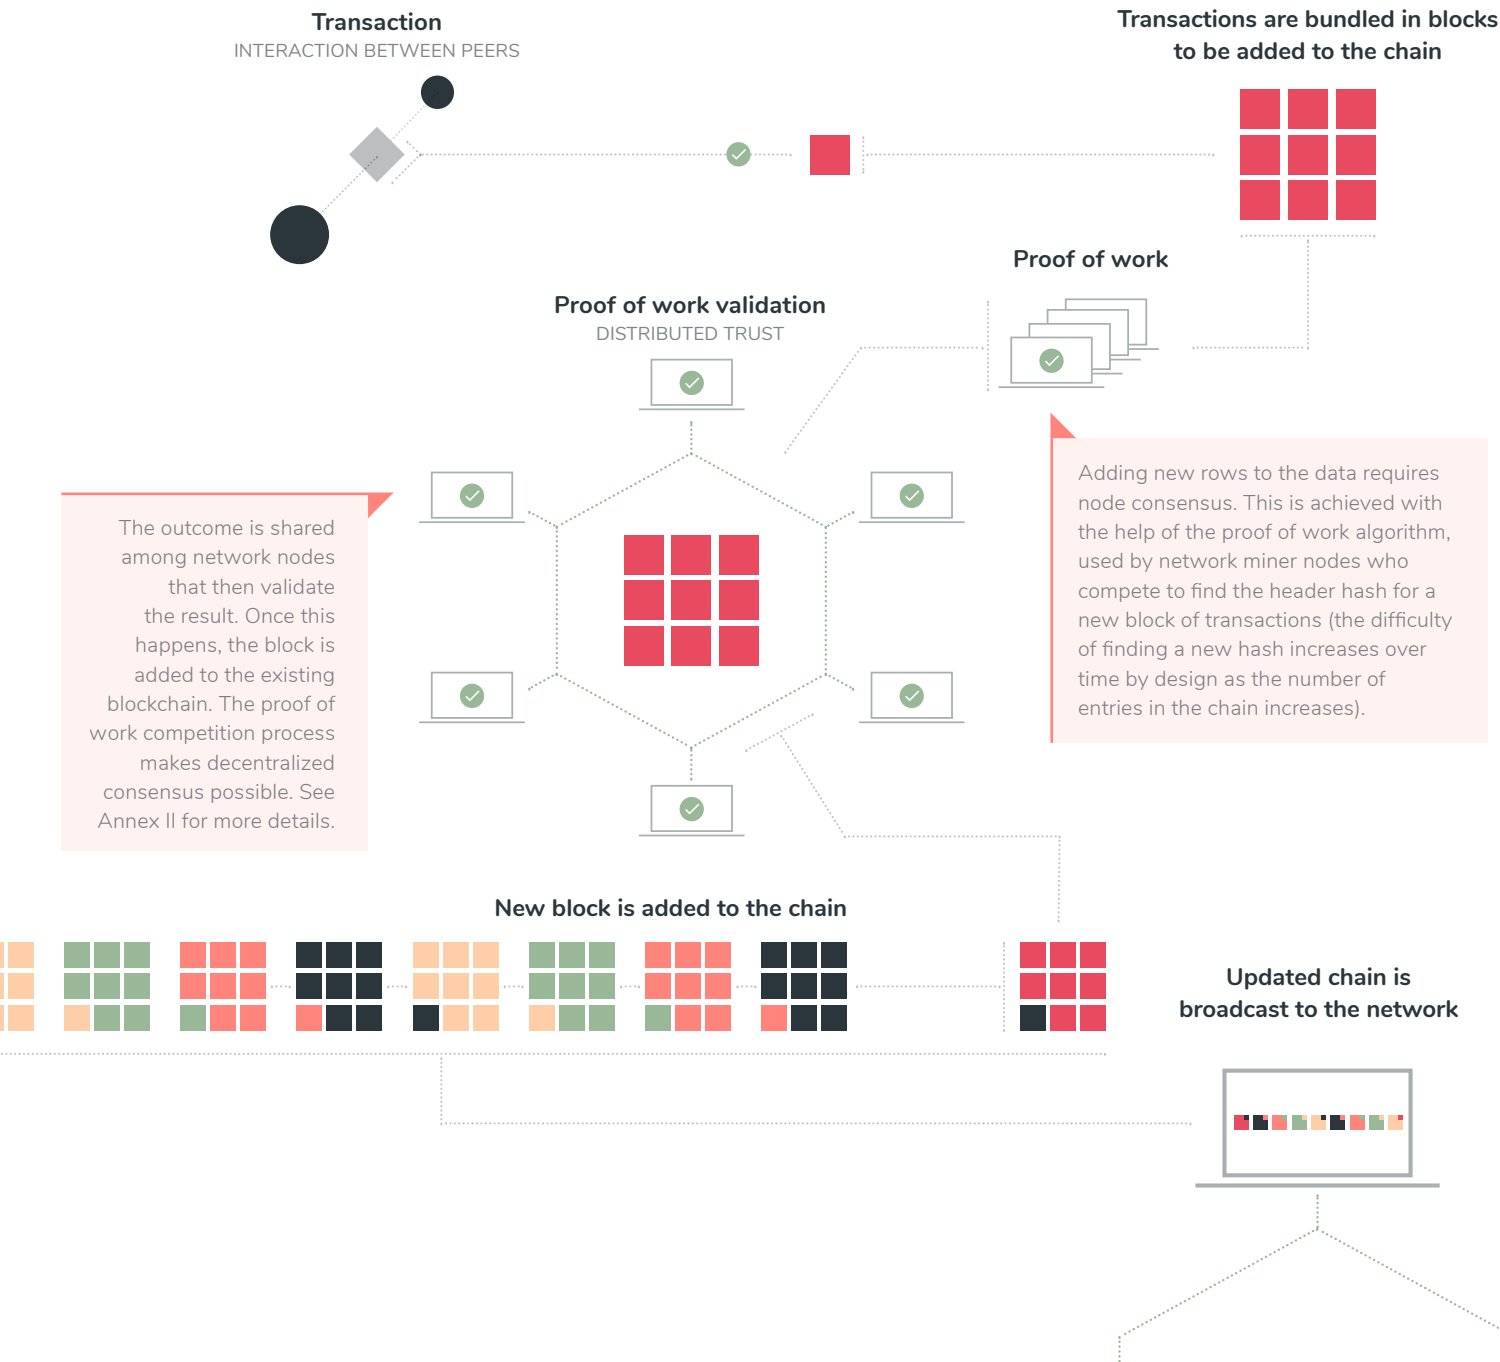 Transaction
INTERACTION BETWEEN PEERS
Transactions are bundled in blocks
to be added to the chain
Proof of work
Proof of work validation
DISTRIBUTED TRUST
Adding new rows to the data requires
node consensus. This is achieved with
the help of the proof of work algorithm,
used by network miner nodes who
compete to find the header hash for a
new block of transactions (the difficulty
of finding a new hash increases over
time by design as the number of
entries in the chain increases).
The outcome is shared
among network nodes
that then validate
the result. Once this
happens, the block is
added to the existing
blockchain. The proof of
work competition process
makes decentralized
consensus possible. See
Annex II for more details.
New block is added to the chain
Updated chain is
broadcast to the network